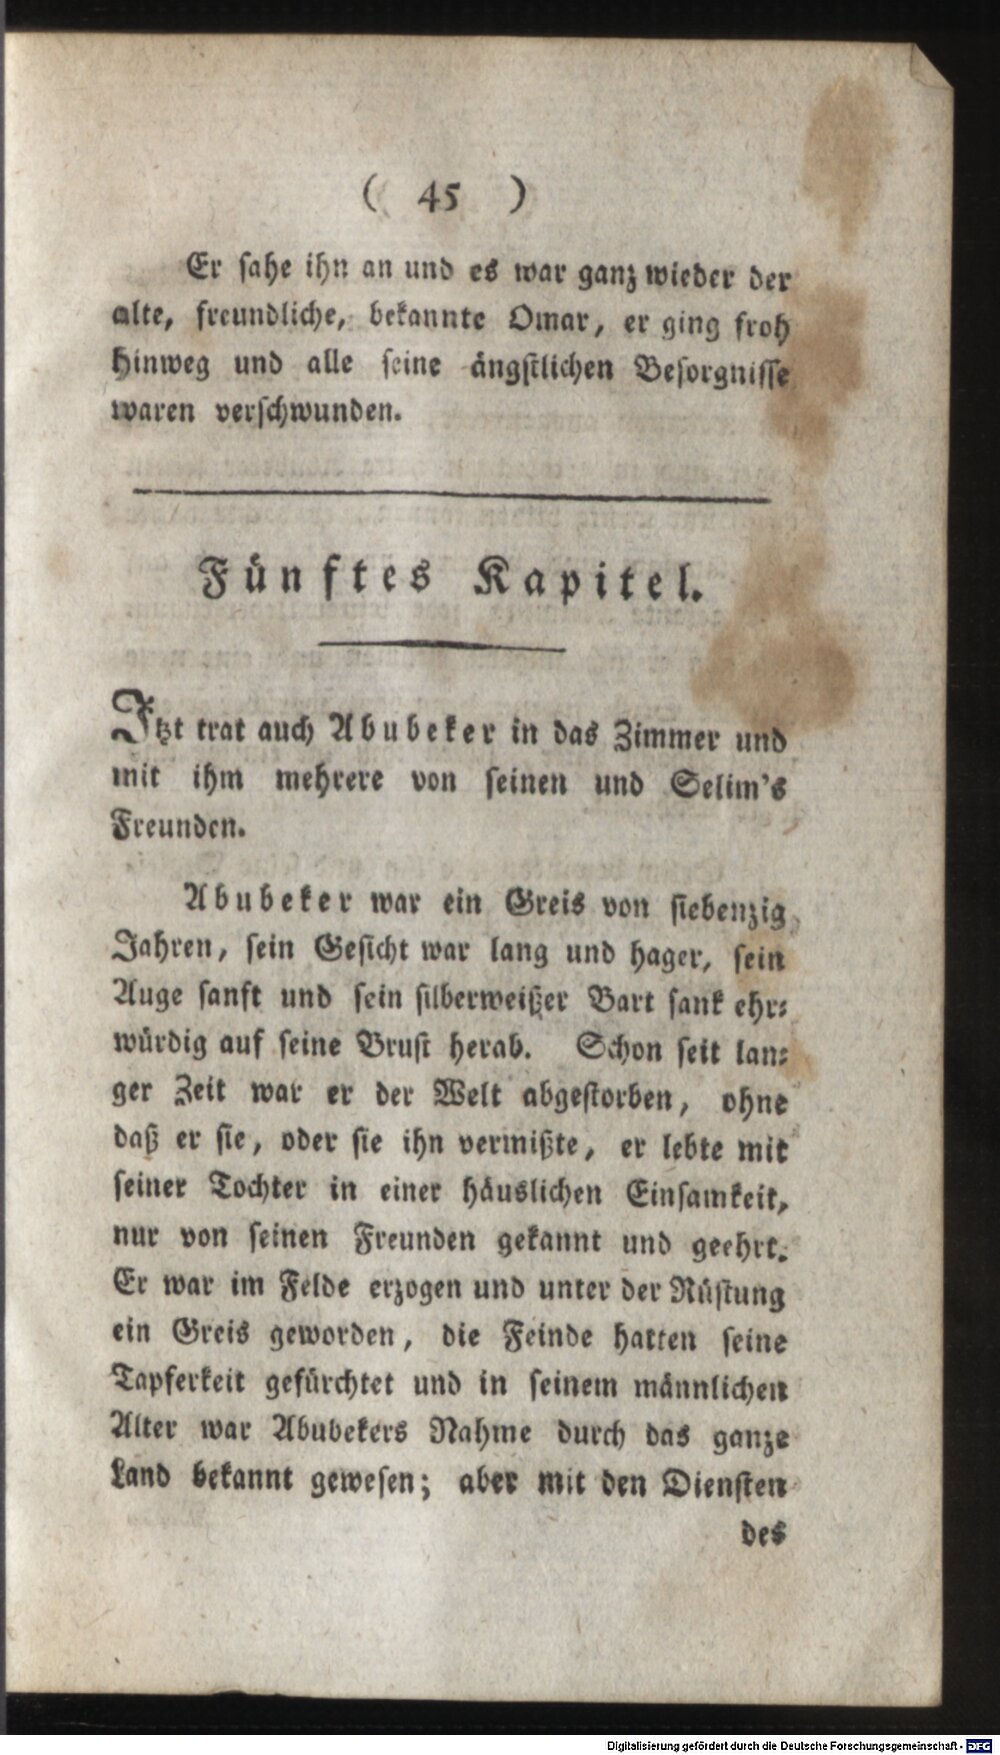 ( 45 )
Er sahe ihn an und es war ganz wieder der
alte, freundliche, bekannte Omar, er ging froh
hinweg und alle seine ängstlichen Besorgnisse
waren verschwunden.
Fünftes Kapitel.
Itzt trat auch Abubeker in das Zimmer und
mit ihm mehrere von seinen und Selim's
Freunden.
Abubeker war ein Greis von siebenzig
Jahren, sein Gesicht war lang und hager, sein
Auge sanft und sein silberweißer Bart sank ehr-
würdig auf seine Brust herab. Schon seit lan-
ger Zeit war er der Welt abgestorben, ohne
daß er sie, oder sie ihn vermißte, er lebte mit
seiner Tochter in einer häuslichen Einsamkeit,
nur von seinen Freunden gekannt und geehrt.
Er war im Felde erzogen und unter der Rüstung
ein Greis geworden, die Feinde hatten seine
Tapferkeit gefürchtet und in seinem männlichen
Alter war Abubekers Nahme durch das ganze
Land bekannt gewesen; aber mit den Diensten
des
Digitalisierung gefördert durch die Deutsche Forschungsgemeinschaft - DFG